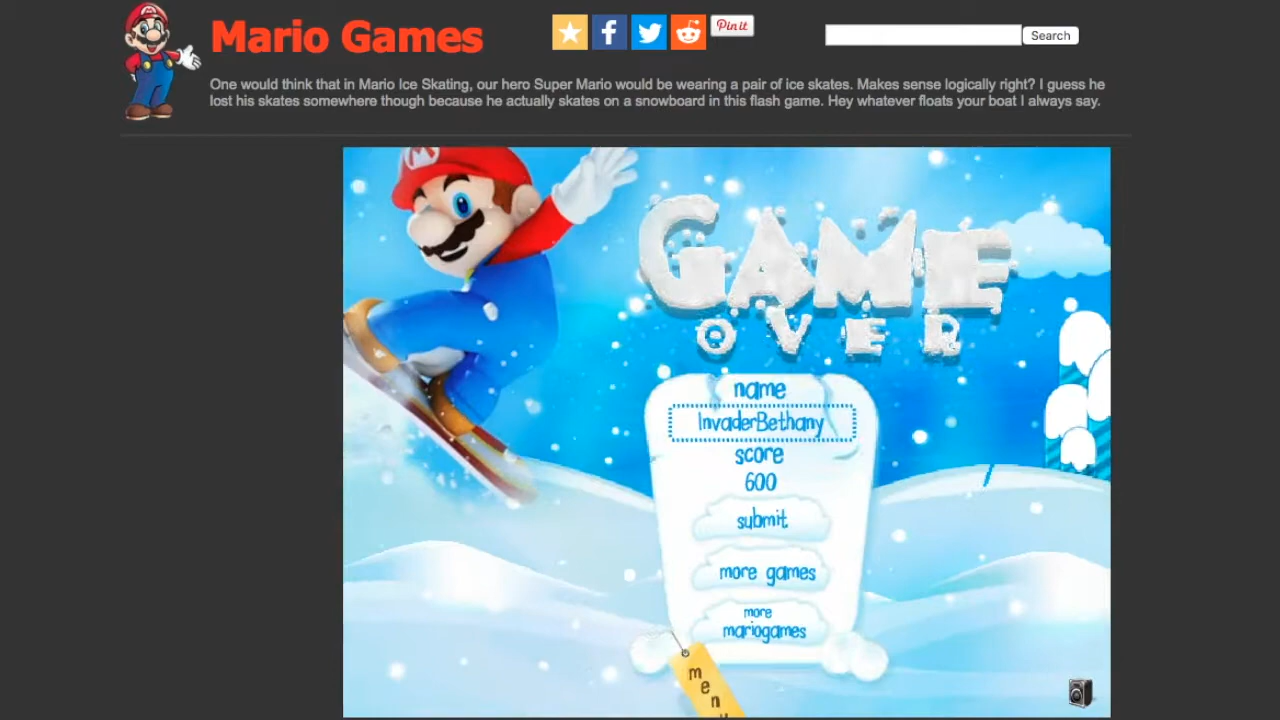 Mario Games
Pin it
Search
One would think that in Mario Ice Skating, our hero Super Mario would be wearing a pair of ice skates. Makes sense logically right? I guess he
lost his skates somewhere though because he actually skates on a snowboard in this flash game. Hey whatever floats your boat I always say.
GAME
OVER
name
InvaderBethany
score
600
submit
more games
more
mariogames
menu